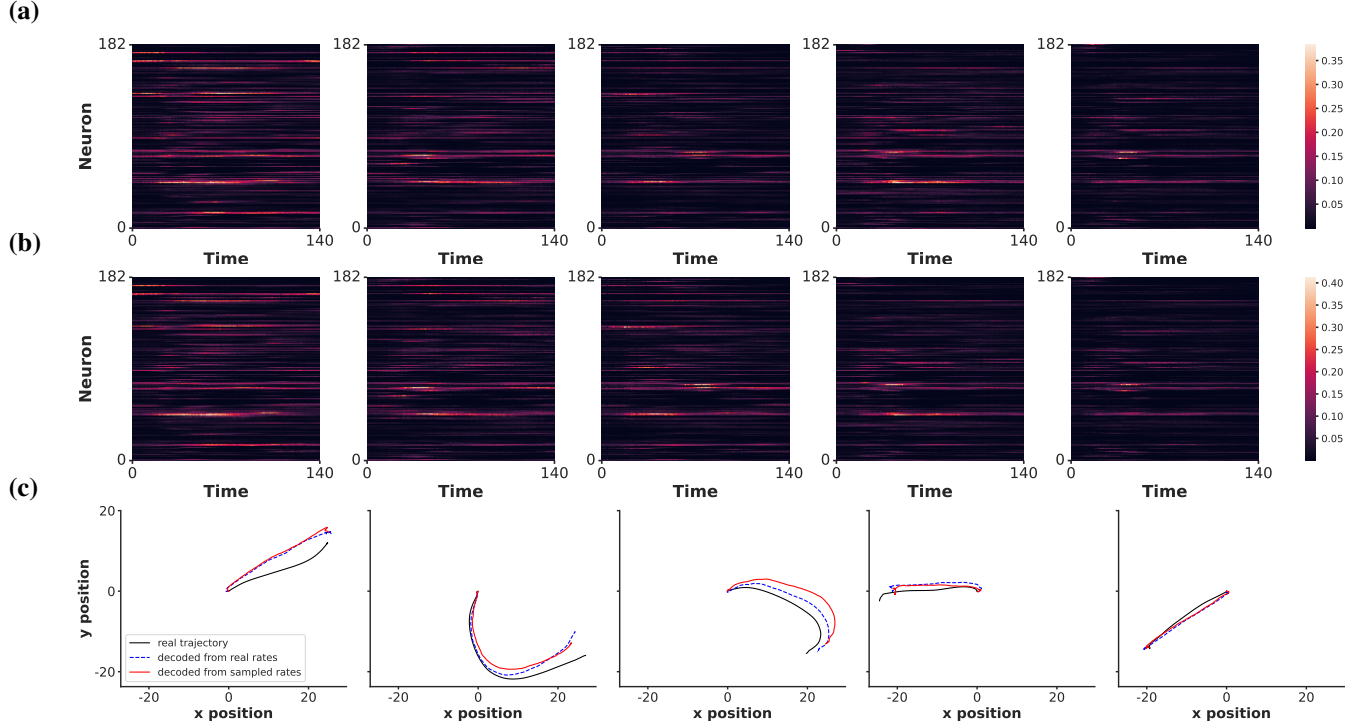 (a)
182 182 182 182 182
Neuron
0 0 0 0 0
0 140 0 140 0 140 0 140 0 140
Time Time Time Time Time
0.35
0.30
0.25
0.20
0.15
0.10
0.05
(b)
182 182 182 182 182
Neuron
0 0 0 0 0
0 140 0 140 0 140 0 140 0 140
Time Time Time Time Time
0.40
0.35
0.30
0.25
0.20
0.15
0.10
0.05
(c)
20
0
-20
y position
real trajectory
decoded from real rates
decoded from sampled rates
-20 0 20 -20 0 20 -20 0 20 -20 0 20 -20 0 20
x position x position x position x position x position